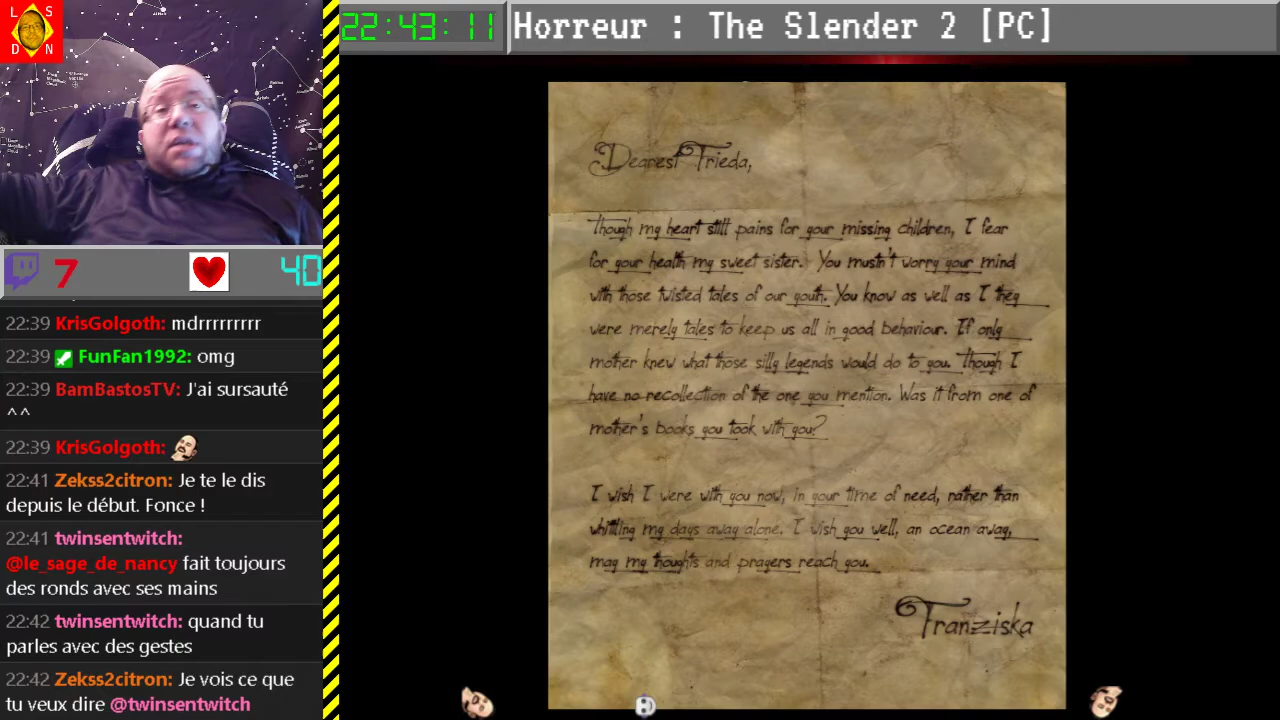 L S
D N
22:43:11
Horreur : The Slender 2 [PC]
7
40
22:39 KrisGolgoth: mdrrrrrrrrr
22:39 FunFan1992: omg
22:39 BamBastosTV: J'ai sursauté
^^
22:39 KrisGolgoth:
22:41 Zekss2citron: Je te le dis
depuis le début. Fonce !
22:41 twinsentwitch:
@le_sage_de_nancy fait toujours
des ronds avec ses mains
22:42 twinsentwitch: quand tu
parles avec des gestes
22:42 Zekss2citron: Je vois ce que
tu veux dire @twinsentwitch
Dearest Frieda,
Though my heart still pains for your missing children, I fear
for your health my sweet sister. You mustn't worry your mind
with those twisted tales of our youth. You know as well as I they
were merely tales to keep us all in good behaviour. If only
mother knew what those silly legends would do to you. Though I
have no recollection of the one you mention. Was it from one of
mother's books you took with you?
I wish I were with you now, in your time of need, rather than
whittling my days away alone. I wish you well, an ocean away,
may my thoughts and prayers reach you.
Franziska